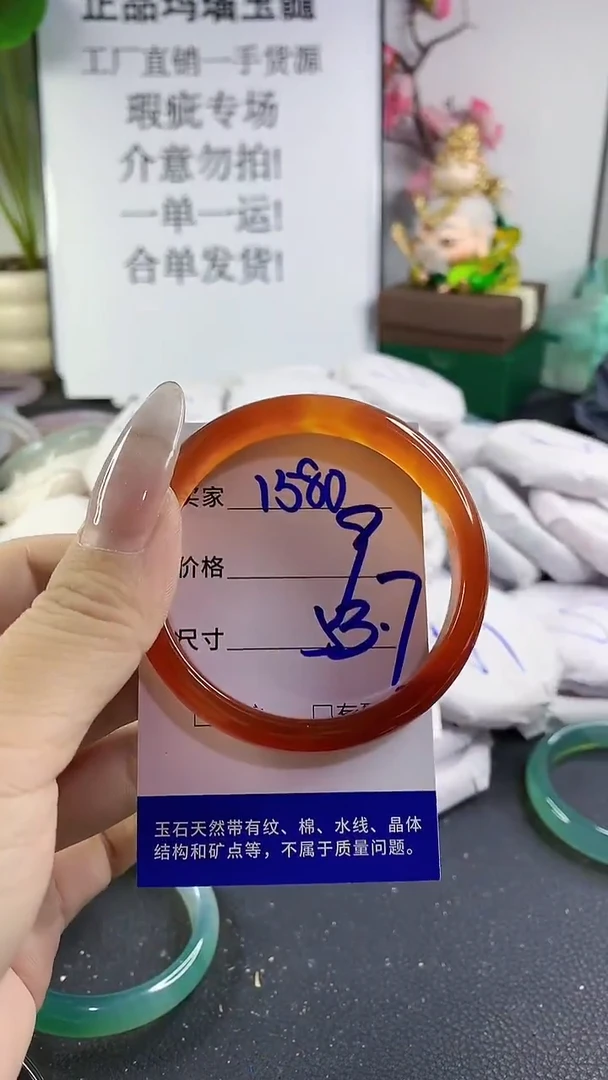 正品玛瑙玉髓
工厂直销一手货源
瑕疵专场
介意勿拍!
一单一运!
合单发货!
买家 1580
价格 9
尺寸
玉石天然带有纹、棉、水线、晶体
结构和矿点等，不属于质量问题。